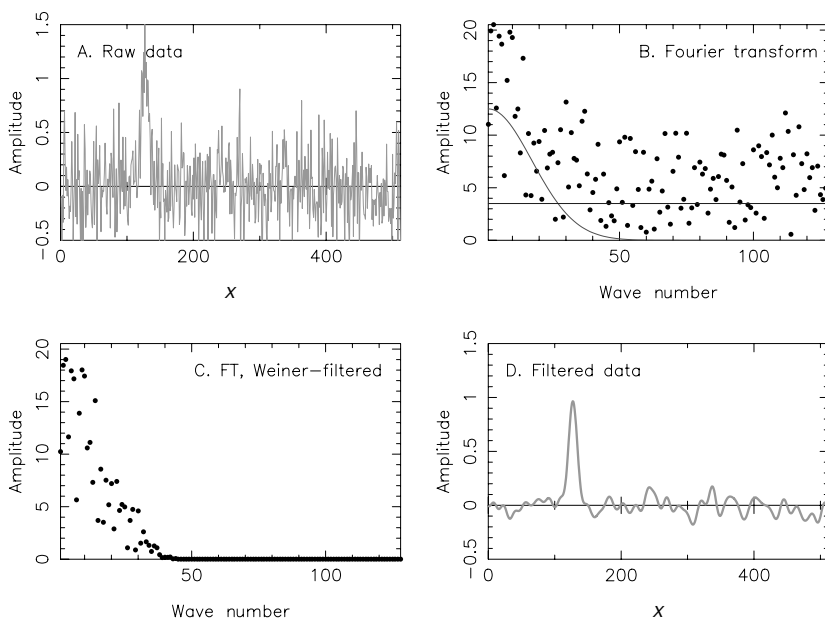 A. Raw data
Amplitude
1.5
1
0.5
0
−0.5
0
200
400
x
B. Fourier transform
Amplitude
20
15
10
5
0
50
100
Wave number
C. FT, Weiner−filtered
Amplitude
20
15
10
5
0
50
100
Wave number
D. Filtered data
Amplitude
1.5
1
0.5
0
−0.5
0
200
400
x